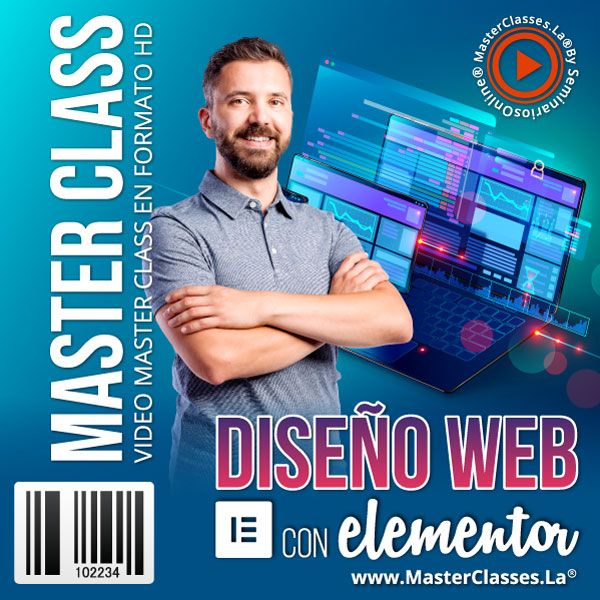 MASTER CLASS
VIDEO MASTER CLASS EN FORMATO HD
MasterClasses.La® By SeminariosOnline®
DISEÑO WEB
CON elementor
102234
www.MasterClasses.La®